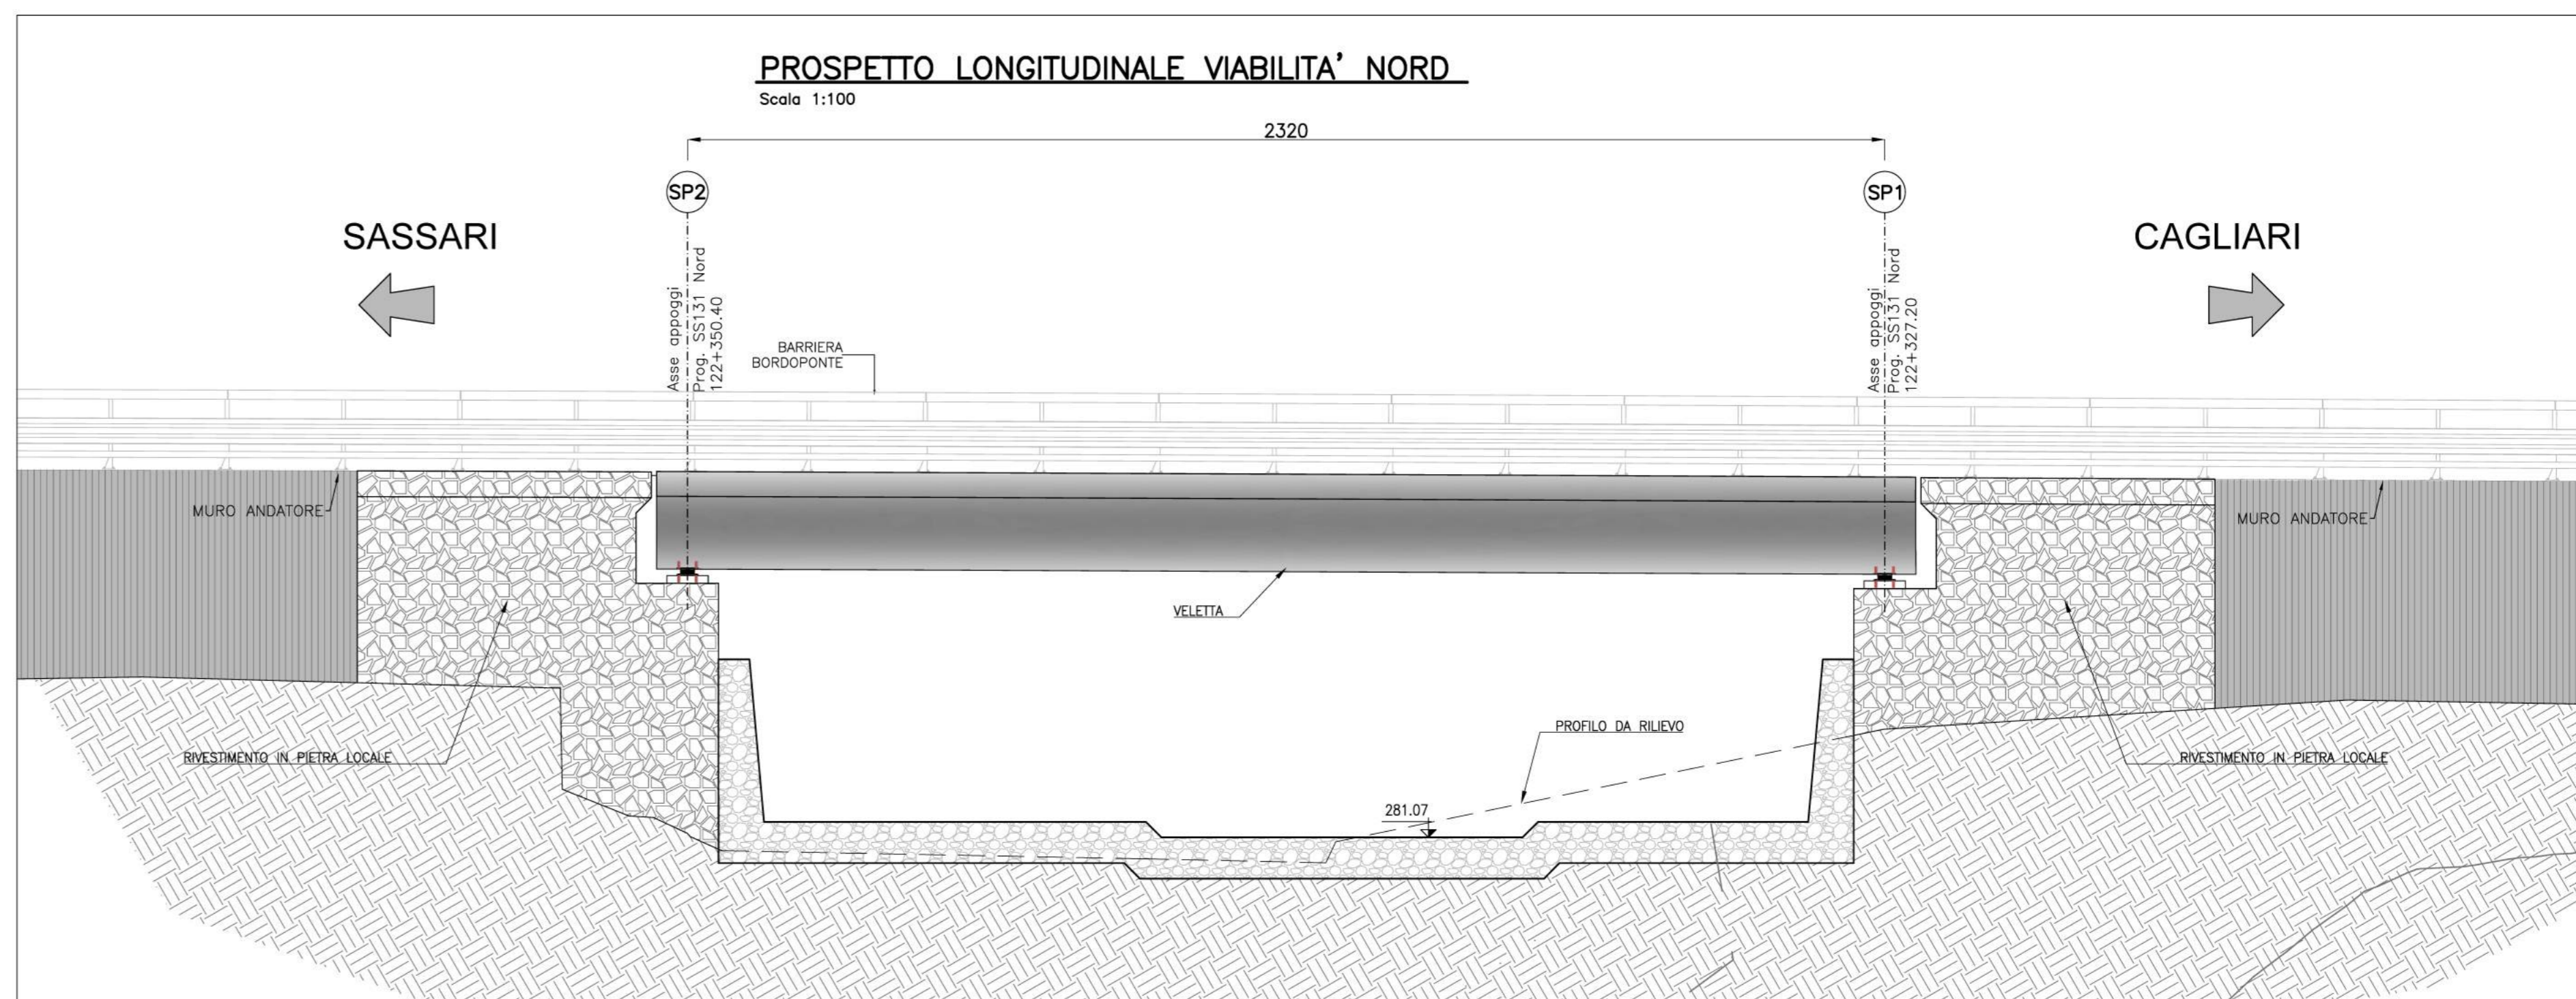 PROSPETTO LONGITUDINALE VIABILITA' NORD
Scala 1:100
2320
SP2
SP1
SASSARI
CAGLIARI
Asse appoggi
Prog. SS131 Nord
122+350.40
Asse appoggi
Prog. SS131 Nord
122+327.20
BARRIERA
BORDOPONTE
MURO ANDATORE
MURO ANDATORE
VELETTA
PROFILO DA RILIEVO
RIVESTIMENTO IN PIETRA LOCALE
RIVESTIMENTO IN PIETRA LOCALE
281.07